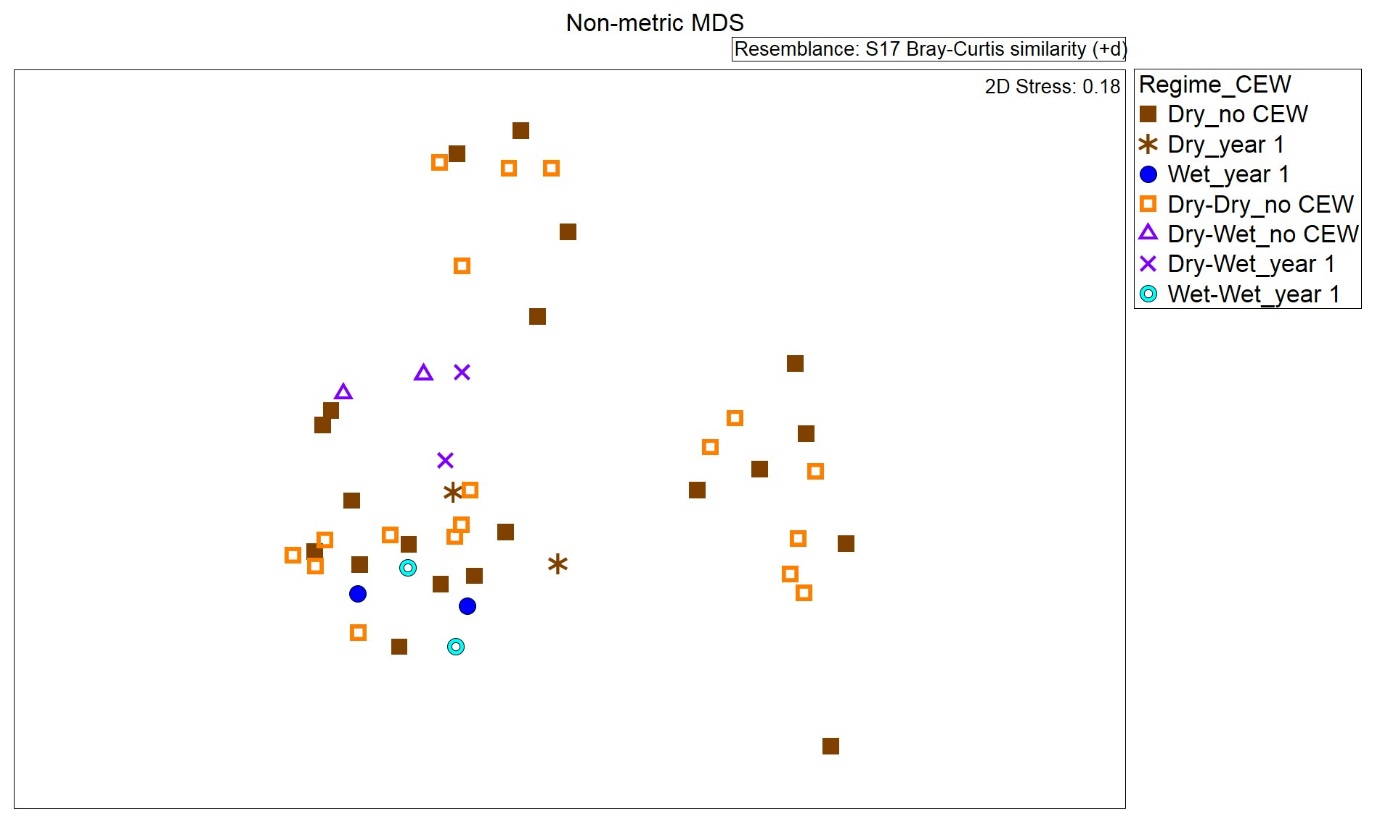 Non-metric MDS
Resemblance: S17 Bray-Curtis similarity (+d)
2D Stress: 0.18
Regime_CEW
Dry_no CEW
Dry_year 1
Wet_year 1
Dry-Dry_no CEW
Dry-Wet_no CEW
Dry-Wet_year 1
Wet-Wet_year 1